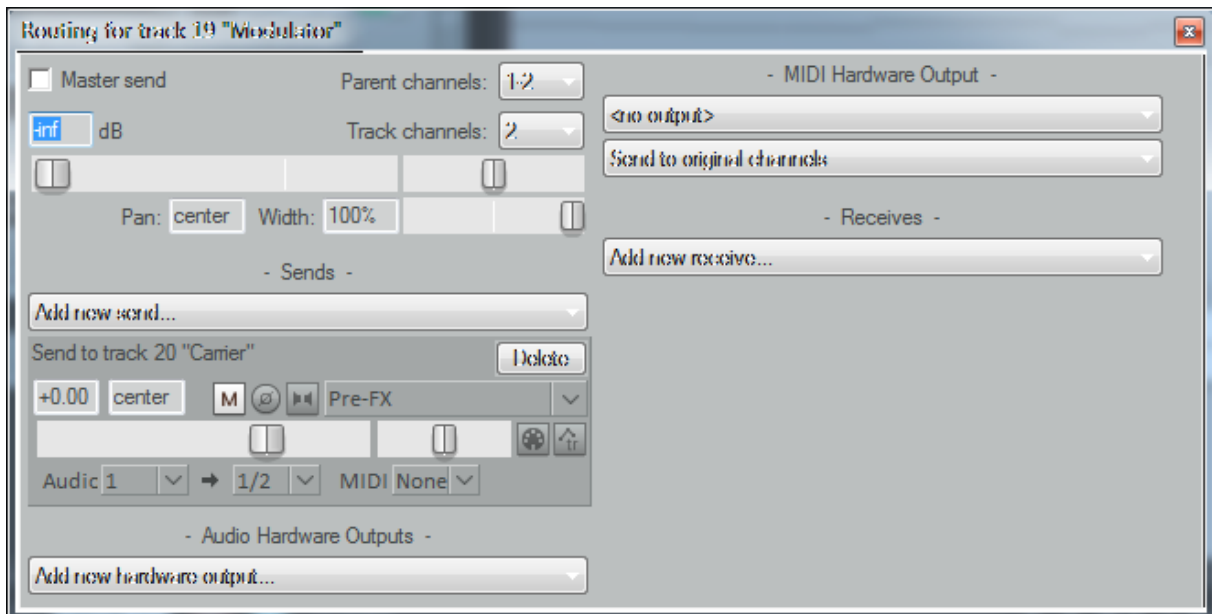 Routing for track 19 "Modulator"
Master send
Parent channels: 1-2
-inf dB
Track channels: 2
Pan: center Width: 100%
- Sends -
Add new send...
Send to track 20 "Carrier"
Delete
+0.00 center M Pre-FX
tr
Audio 1 → 1/2 MIDI None
- Audio Hardware Outputs -
Add new hardware output...
- MIDI Hardware Output -
<no output>
Send to original channels
- Receives -
Add new receive...